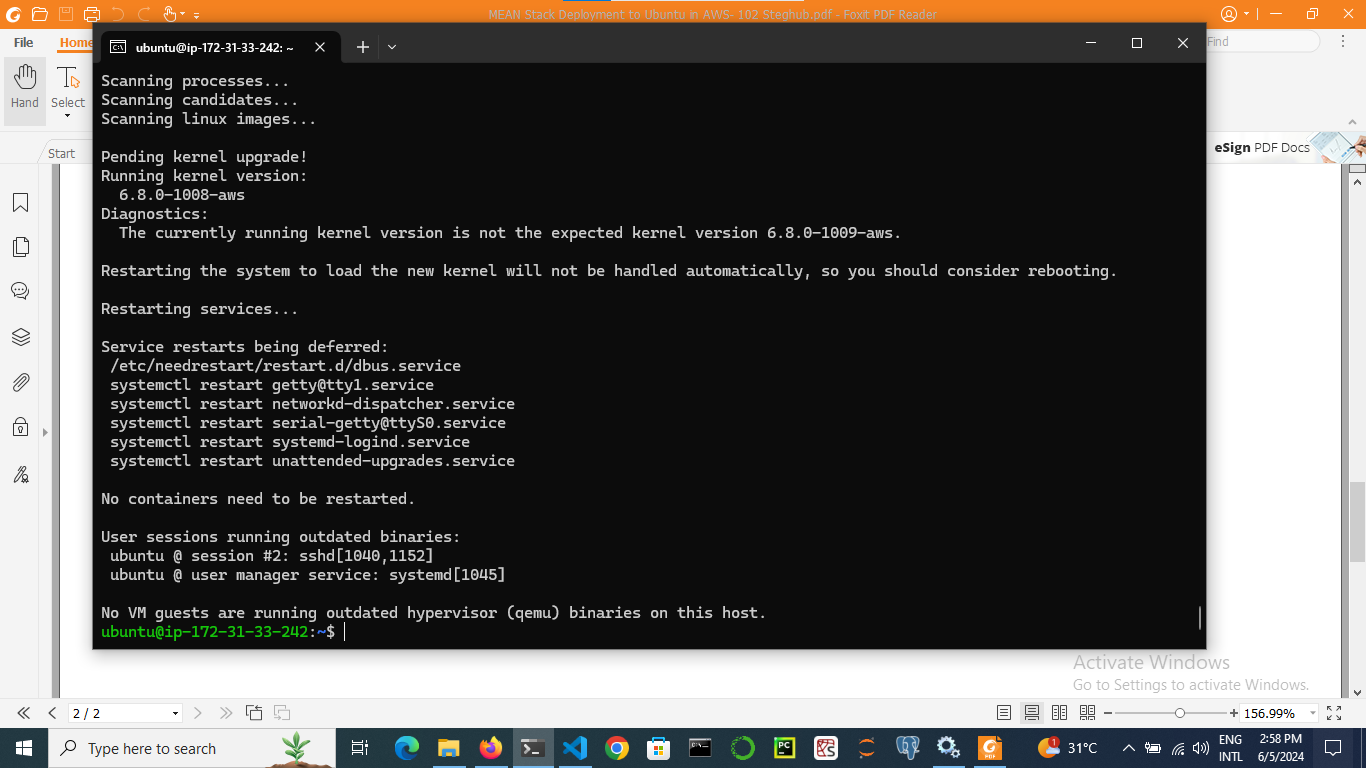 MEAN Stack Deployment to Ubuntu in AWS- 102 Steghub.pdf - Foxit PDF Reader
File
Home
Find
ubuntu@ip-172-31-33-242: ~
Hand
Select
Start
eSign PDF Docs
Scanning processes...
Scanning candidates...
Scanning linux images...
Pending kernel upgrade!
Running kernel version:
6.8.0-1008-aws
Diagnostics:
The currently running kernel version is not the expected kernel version 6.8.0-1009-aws.
Restarting the system to load the new kernel will not be handled automatically, so you should consider rebooting.
Restarting services...
Service restarts being deferred:
/etc/needrestart/restart.d/dbus.service
systemctl restart getty@tty1.service
systemctl restart networkd-dispatcher.service
systemctl restart serial-getty@ttyS0.service
systemctl restart systemd-logind.service
systemctl restart unattended-upgrades.service
No containers need to be restarted.
User sessions running outdated binaries:
ubuntu @ session #2: sshd[1040,1152]
ubuntu @ user manager service: systemd[1045]
No VM guests are running outdated hypervisor (qemu) binaries on this host.
ubuntu@ip-172-31-33-242:~$
Activate Windows
Go to Settings to activate Windows.
2 / 2
156.99%
Type here to search
PC
1
31°C
ENG
INTL
2:58 PM
6/5/2024